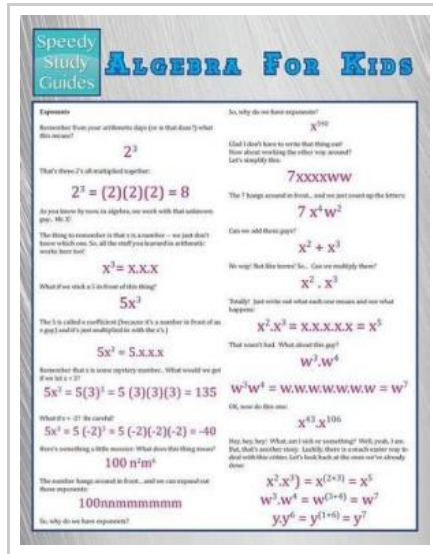 Speedy
Study
Guides
ALGEBRA FOR KIDS
Exponents
Remember from your arithmetic days (or is that daze?) what
this means?
2³
That's three 2's all multiplied together:
2³ = (2)(2)(2) = 8
As you know by now, in algebra, we work with that unknown
guy, Mr. X!
The thing to remember is that x is a number -- we just don't
know which one. So, all the stuff you learned in arithmetic
works here too!
x³= x.x.x
What if we stick a 5 in front of this thing?
5x³
The 5 is called a coefficient (because it's a number in front of an
x guy) and it's just multiplied in with the x's.)
5x³ = 5.x.x.x
Remember that x is some mystery number... What would we get
if we let x = 3?
5x³ = 5(3)³ = 5 (3)(3)(3) = 135
What if x = -2? Be careful!
5x³ = 5 (-2)³ = 5 (-2)(-2)(-2) = -40
Here's something a little meaner: What does this thing mean?
100 n²m⁶
The number hangs around in front... and we can expand out
those exponents:
100nnmmmmmm
So, why do we have exponents?
So, why do we have exponents?
Glad I don't have to write that thing out!
How about working the other way around?
Let's simplify this:
7xxxxww
The 7 hangs around in front... and we just count up the letters:
7 x⁴w²
Can we add these guys?
x² + x³
No way! Not like terms! So... Can we multiply them?
x² . x³
Totally! Just write out what each one means and see what
happens:
x².x³ = x.x.x.x.x = x⁵
That wasn't bad. What about this guy?
w³.w⁴
w³w⁴ = w.w.w.w.w.w.w = w⁷
OK, now do this one:
x⁴³.x¹⁰⁶
Hey, hey, hey! What, am I sick or something? Well, yeah, I am.
But, that's another story. Luckily, there is a much easier way to
deal with this critter. Let's look back at the ones we've already
done:
x².x³) = x⁽²⁺³⁾ = x⁵
w³.w⁴ = w⁽³⁺⁴⁾ = w⁷
y.y⁶ = y⁽¹⁺⁶⁾ = y⁷